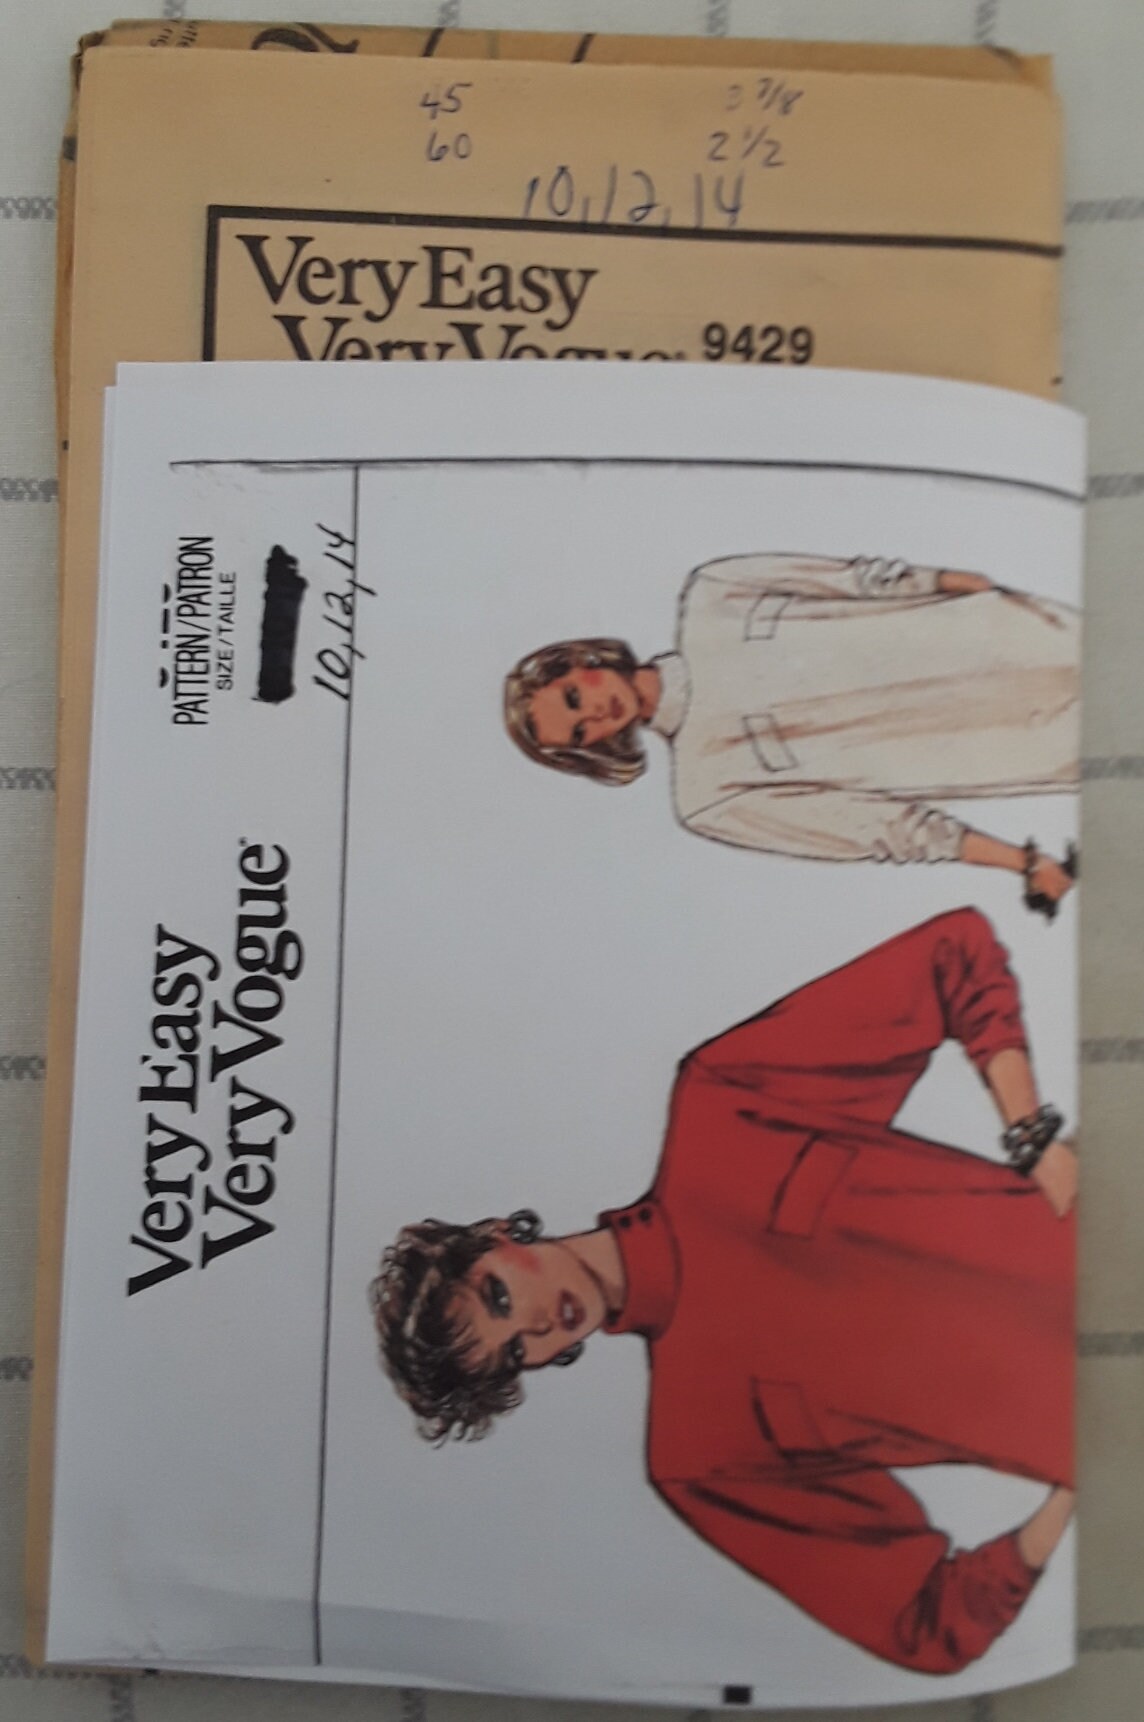 45 3 7/8
60 2 1/2
10, 12, 14
Very Easy
Very Vogue 9429
PATTERN/PATRON
SIZE/TAILLE
10, 12, 14
Very Easy
Very Vogue